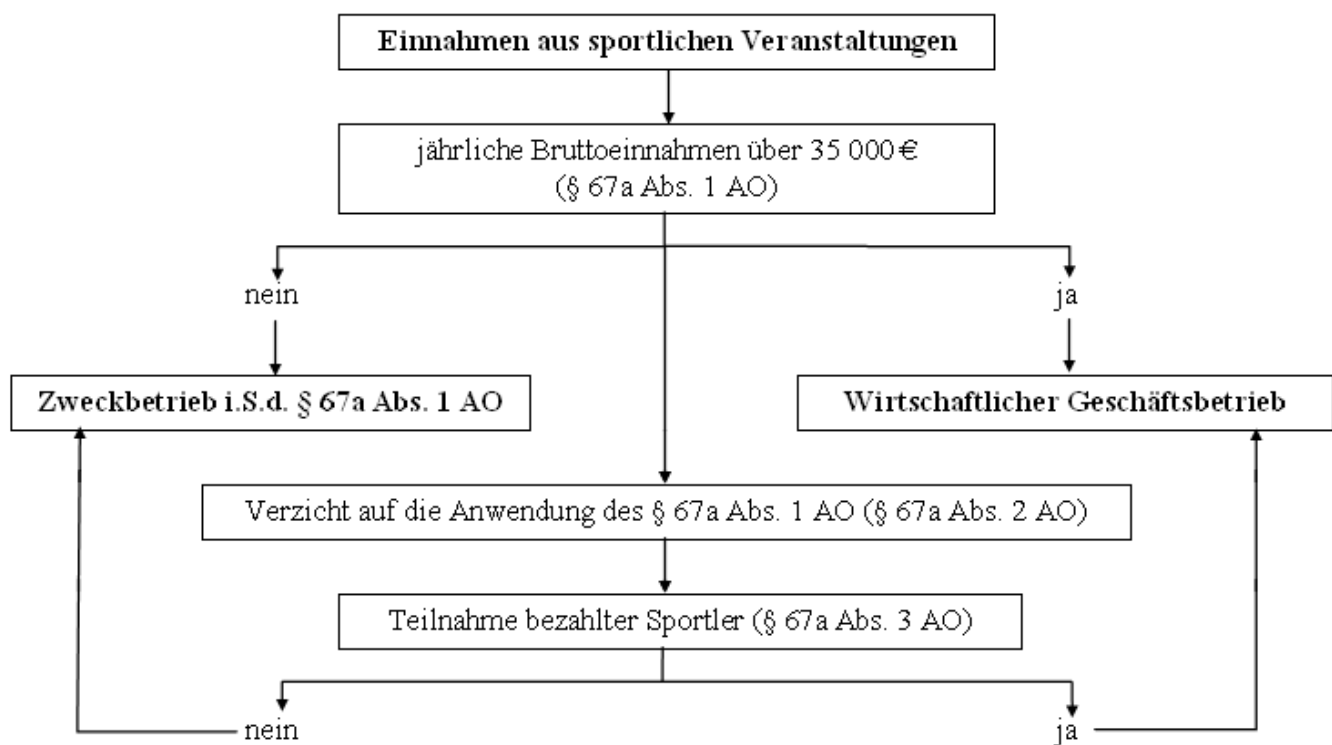 Einnahmen aus sportlichen Veranstaltungen
jährliche Bruttoeinnahmen über 35 000 €
(§ 67a Abs. 1 AO)
nein
ja
Zweckbetrieb i.S.d. § 67a Abs. 1 AO
Wirtschaftlicher Geschäftsbetrieb
Verzicht auf die Anwendung des § 67a Abs. 1 AO (§ 67a Abs. 2 AO)
Teilnahme bezahlter Sportler (§ 67a Abs. 3 AO)
nein
ja